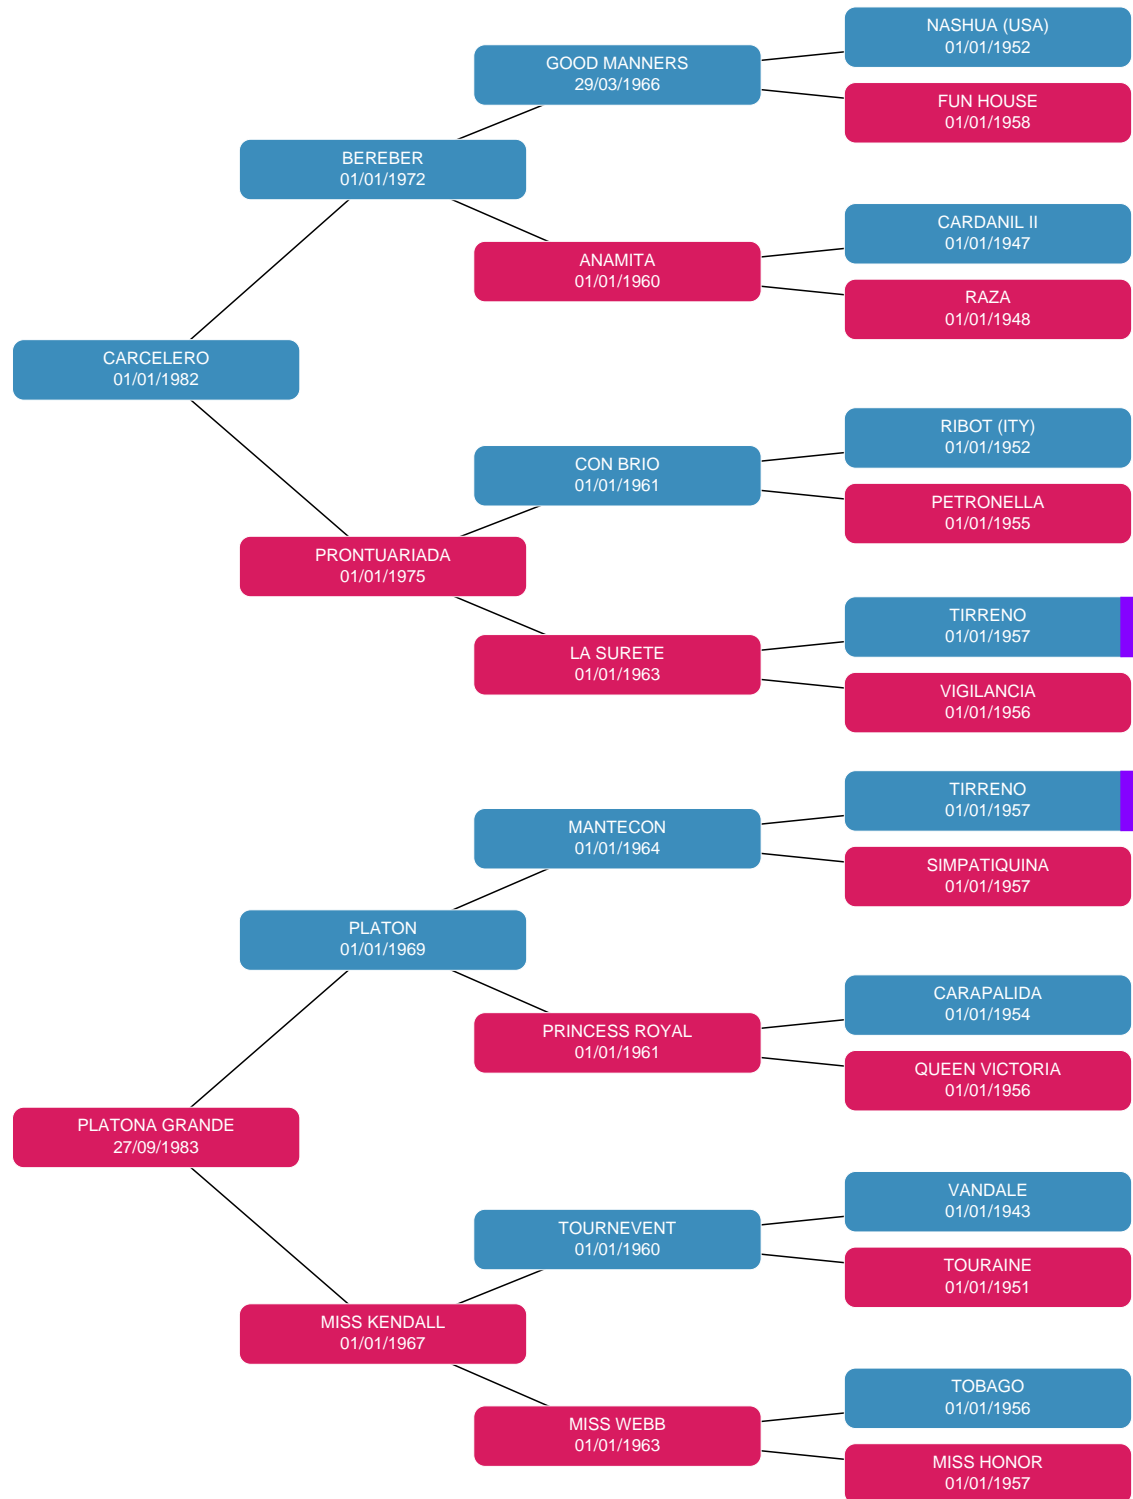 NASHUA (USA)
01/01/1952
GOOD MANNERS
29/03/1966
FUN HOUSE
01/01/1958
BEREBER
01/01/1972
CARDANIL II
01/01/1947
ANAMITA
01/01/1960
RAZA
01/01/1948
CARCELERO
01/01/1982
RIBOT (ITY)
01/01/1952
CON BRIO
01/01/1961
PETRONELLA
01/01/1955
PRONTUARIADA
01/01/1975
TIRRENO
01/01/1957
LA SURETE
01/01/1963
VIGILANCIA
01/01/1956
TIRRENO
01/01/1957
MANTECON
01/01/1964
SIMPATIQUINA
01/01/1957
PLATON
01/01/1969
CARAPALIDA
01/01/1954
PRINCESS ROYAL
01/01/1961
QUEEN VICTORIA
01/01/1956
PLATONA GRANDE
27/09/1983
VANDALE
01/01/1943
TOURNEVENT
01/01/1960
TOURAINE
01/01/1951
MISS KENDALL
01/01/1967
TOBAGO
01/01/1956
MISS WEBB
01/01/1963
MISS HONOR
01/01/1957